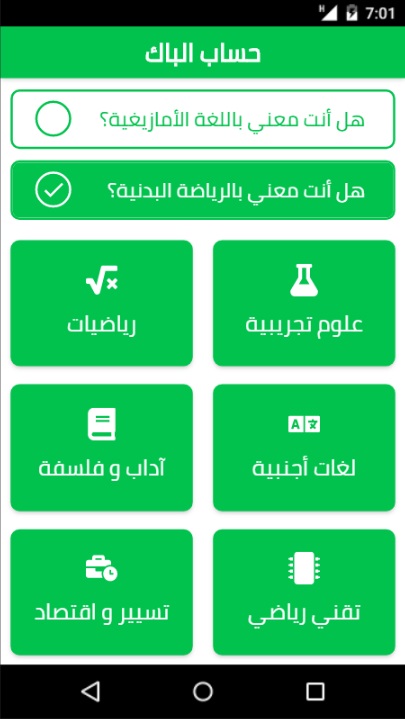 H 7:01
حساب الباك
هل أنت معني باللغة الأمازيغية؟
هل أنت معني بالرياضة البدنية؟
علوم تجريبية
رياضيات
لغات أجنبية
آداب و فلسفة
تقني رياضي
تسيير و اقتصاد